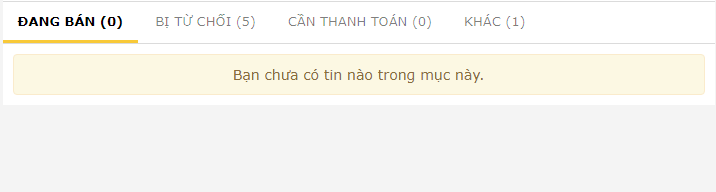 ĐANG BÁN (0) BỊ TỪ CHỐI (5) CẦN THANH TOÁN (0) KHÁC (1)
Bạn chưa có tin nào trong mục này.